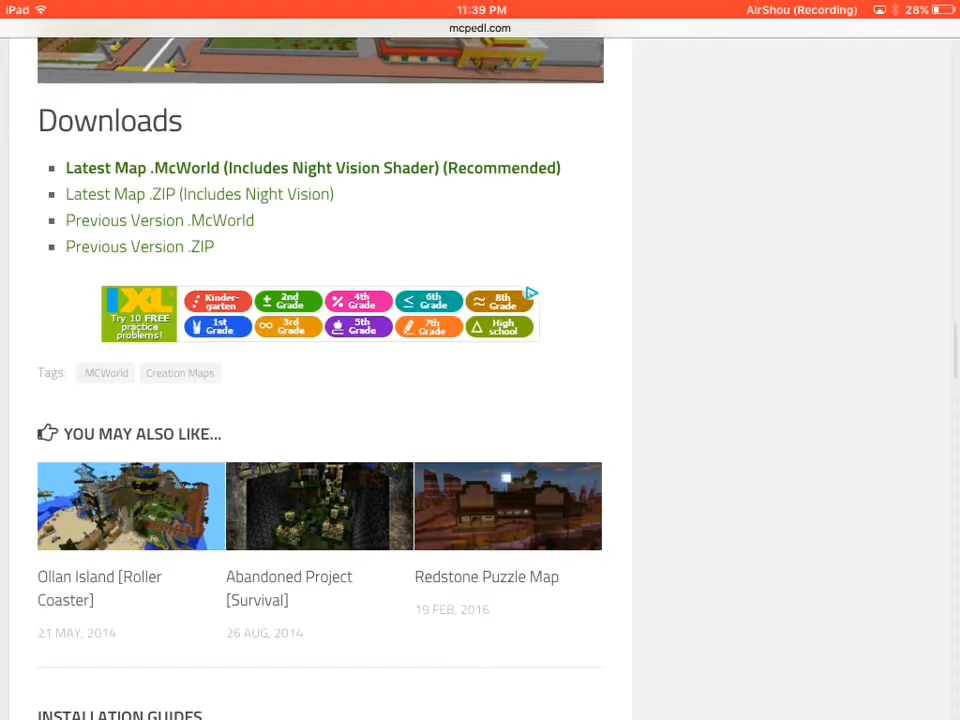 iPad 11:39 PM AirShou (Recording) 28%
mcpedl.com
Downloads
Latest Map .McWorld (Includes Night Vision Shader) (Recommended)
Latest Map .ZIP (Includes Night Vision)
Previous Version .McWorld
Previous Version .ZIP
IXL
Try 10 FREE
practice
problems!
Kinder-
garten
2nd
Grade
4th
Grade
6th
Grade
8th
Grade
1st
Grade
3rd
Grade
5th
Grade
7th
Grade
High
school
Tags: .MCWorld Creation Maps
YOU MAY ALSO LIKE...
Ollan Island [Roller
Coaster]
21 MAY, 2014
Abandoned Project
[Survival]
26 AUG, 2014
Redstone Puzzle Map
19 FEB, 2016
INSTALLATION GUIDES